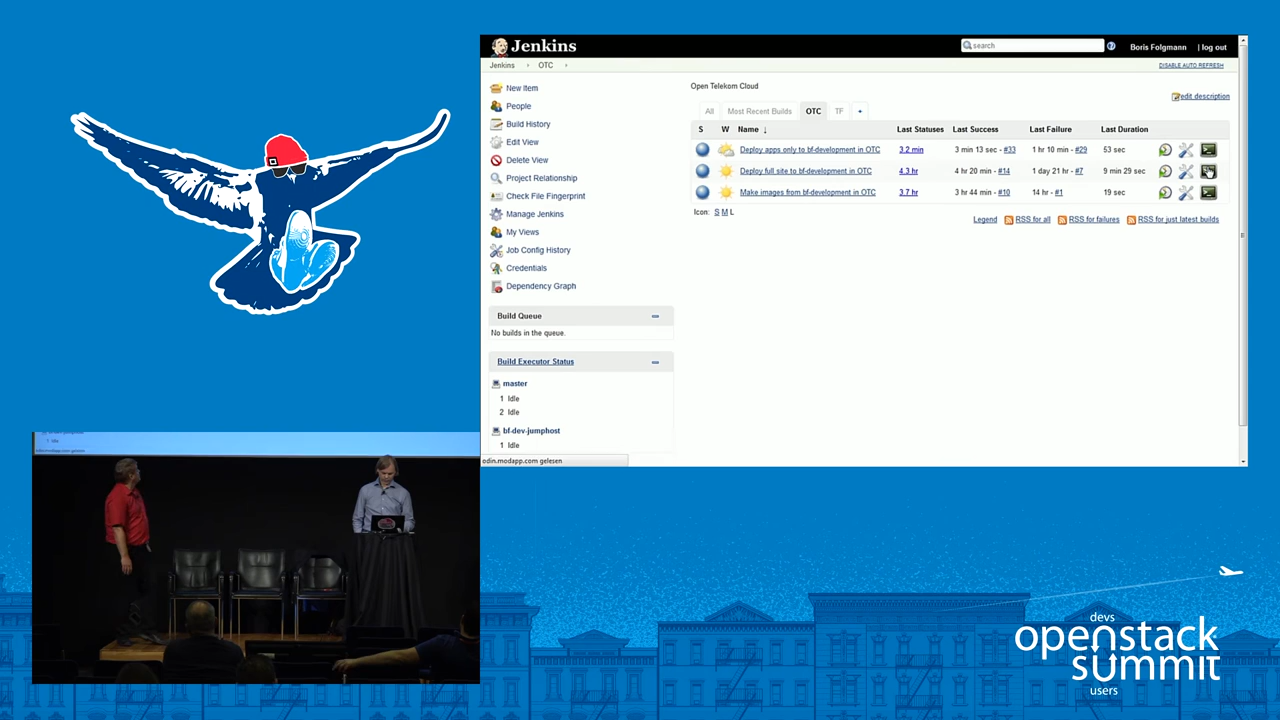 Jenkins
search
Boris Folgmann | log out
Jenkins OTC
DISABLE AUTO REFRESH
New Item
People
Build History
Edit View
Delete View
Project Relationship
Check File Fingerprint
Manage Jenkins
My Views
Job Config History
Credentials
Dependency Graph
Build Queue
No builds in the queue.
Build Executor Status
master
1 Idle
2 Idle
bf-dev-jumphost
1 Idle
odin.modapp.com gelesen
Open Telekom Cloud
edit description
All Most Recent Builds OTC TF +
S W Name ↓ Last Statuses Last Success Last Failure Last Duration
Deploy apps only to bf-development in OTC 3.2 min 3 min 13 sec - #33 1 hr 10 min - #29 53 sec
Deploy full site to bf-development in OTC 4.3 hr 4 hr 20 min - #14 1 day 21 hr - #7 9 min 29 sec
Make images from bf-development in OTC 3.7 hr 3 hr 44 min - #10 14 hr - #1 19 sec
Icon: S M L
Legend RSS for all RSS for failures RSS for just latest builds
1 Idle
devs
openstack
summit
users